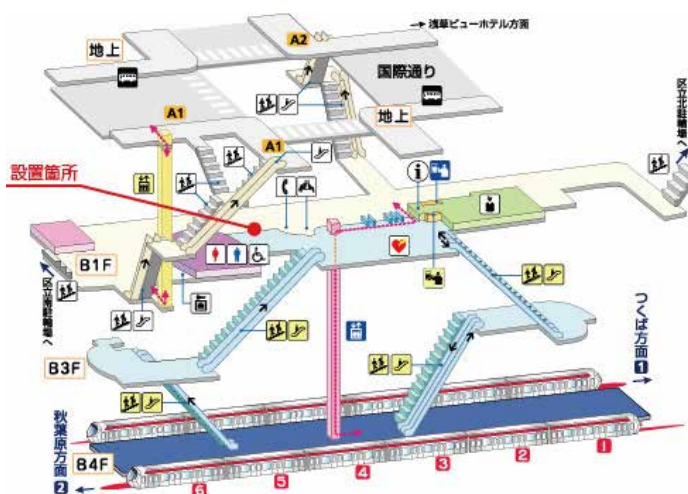 → 浅草ビューホテル方面
A2
地上
国際通り
A1
地上
区立北駐輪場へ
A1
設置箇所
B1F
区立南駐輪場へ
つくば方面 1
B3F
秋葉原方面 2
B4F
6
5
4
3
2
1